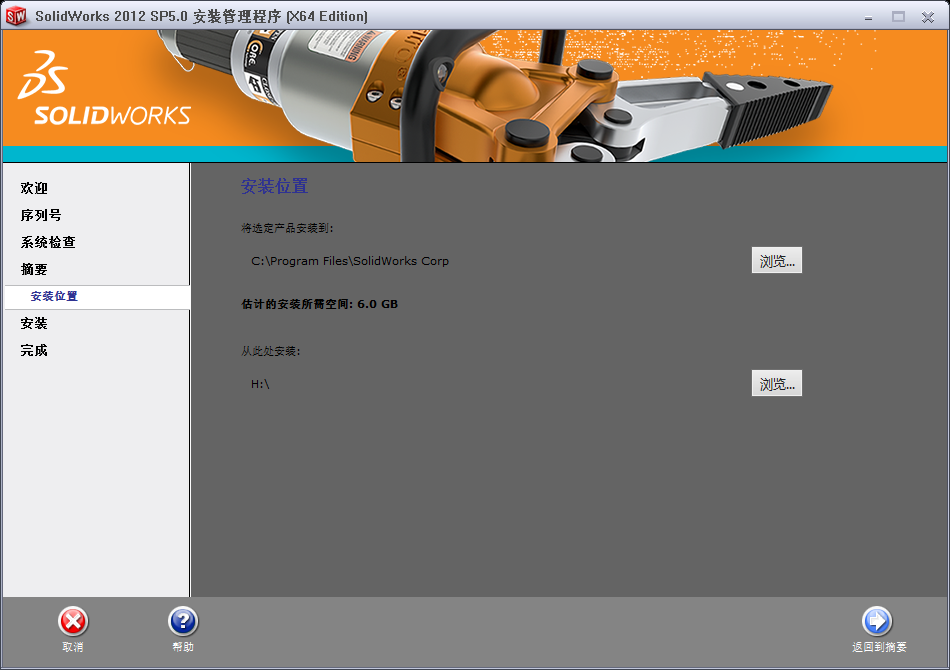 SolidWorks 2012 SP5.0 安装管理程序 (X64 Edition)
SOLIDWORKS
WARNING
欢迎
序列号
系统检查
摘要
安装位置
安装
完成
安装位置
将选定产品安装到:
C:\Program Files\SolidWorks Corp
浏览...
估计的安装所需空间: 6.0 GB
从此处安装:
H:\
浏览...
取消
帮助
返回到摘要